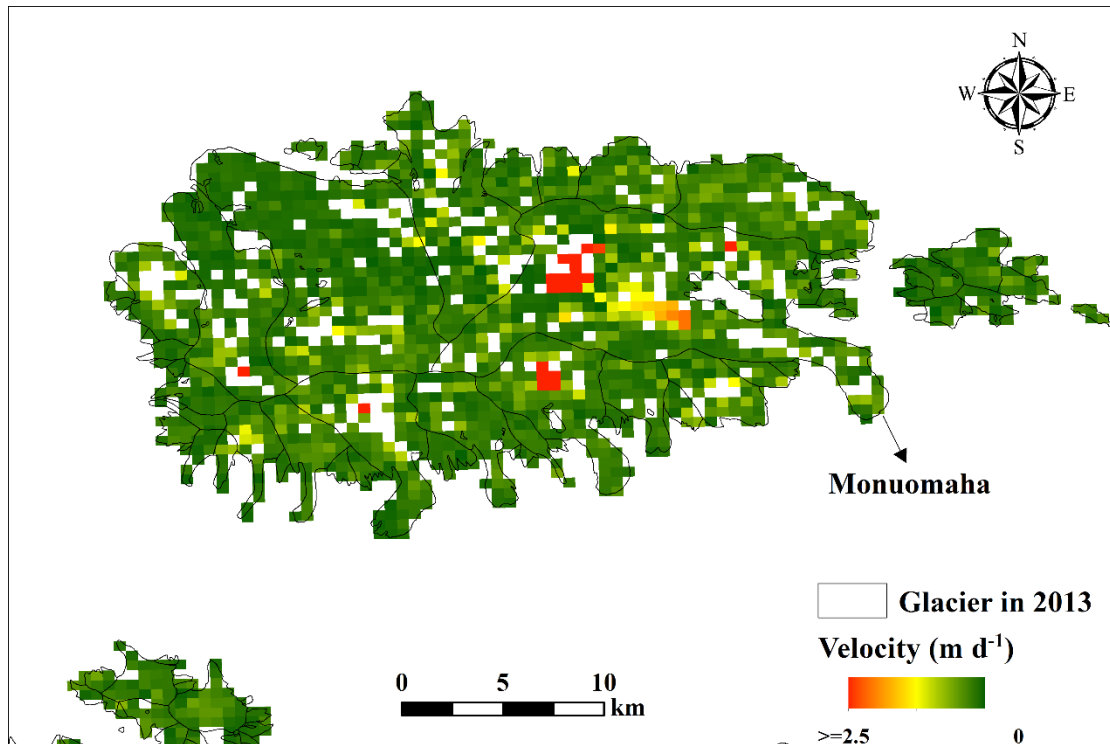 N
W E
S
Monuomaha
Glacier in 2013
Velocity (m d⁻¹)
0 5 10
km
>=2.5 0